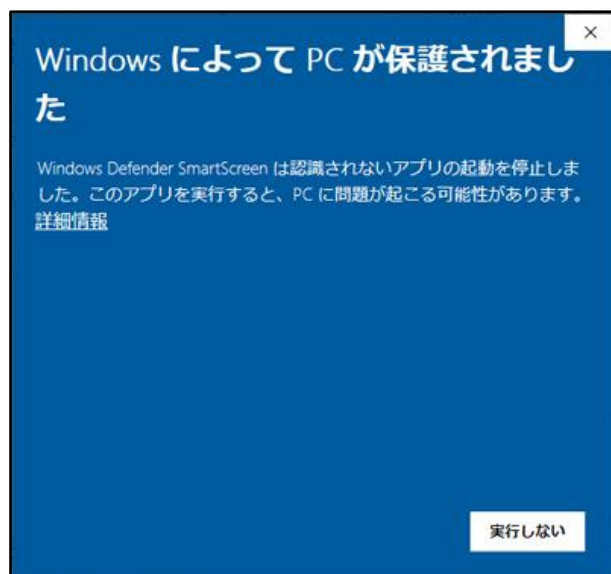 Windows によって PC が保護されまし
た
Windows Defender SmartScreen は認識されないアプリの起動を停止しま
した。このアプリを実行すると、PC に問題が起こる可能性があります。
詳細情報
実行しない